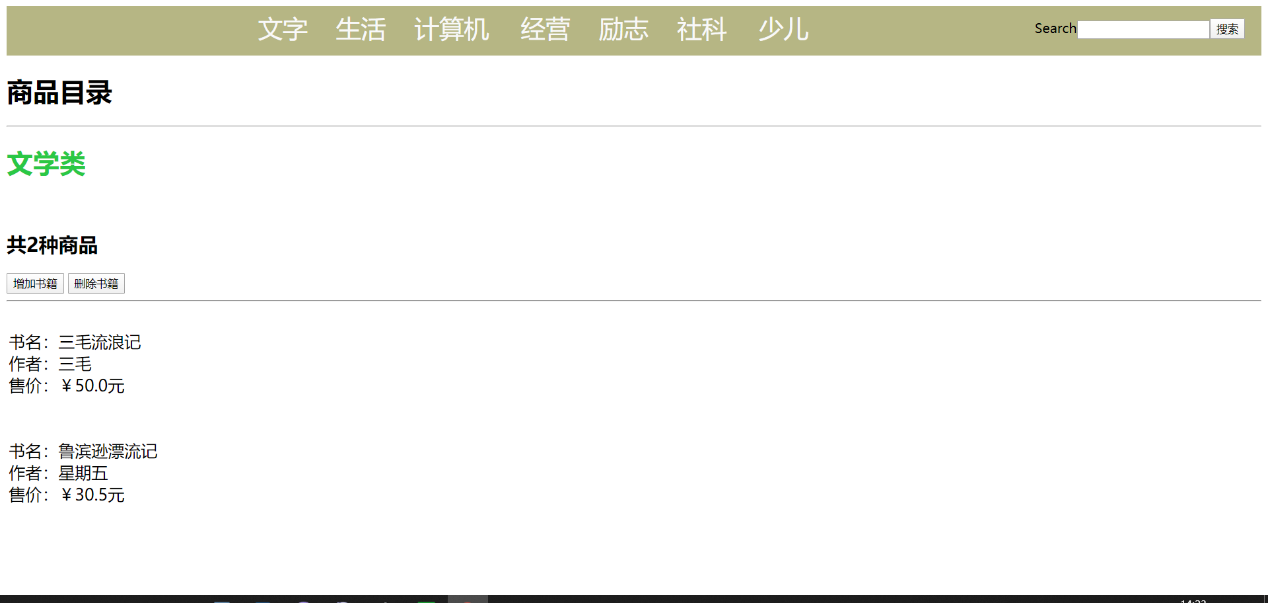 文字 生活 计算机 经营 励志 社科 少儿 Search 搜索
商品目录
文学类
共2种商品
增加书籍 删除书籍
书名：三毛流浪记
作者：三毛
售价：￥50.0元
书名：鲁滨逊漂流记
作者：星期五
售价：￥30.5元